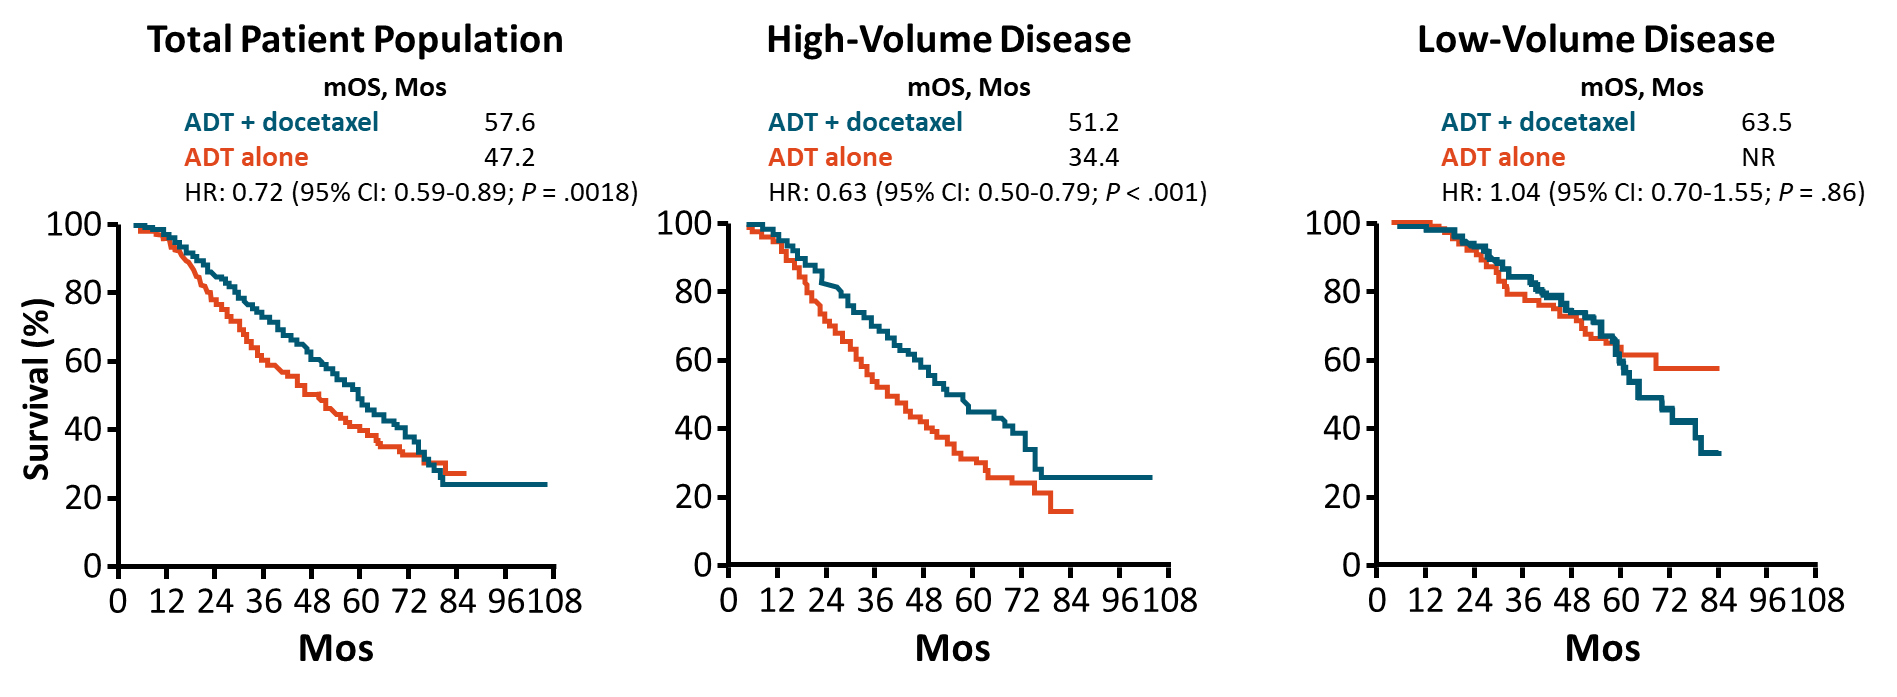 Total Patient Population
mOS, Mos
ADT + docetaxel 57.6
ADT alone 47.2
HR: 0.72 (95% CI: 0.59-0.89; P = .0018)
Survival (%)
100
80
60
40
20
0
0 12 24 36 48 60 72 84 96 108
Mos
High-Volume Disease
mOS, Mos
ADT + docetaxel 51.2
ADT alone 34.4
HR: 0.63 (95% CI: 0.50-0.79; P < .001)
100
80
60
40
20
0
0 12 24 36 48 60 72 84 96 108
Mos
Low-Volume Disease
mOS, Mos
ADT + docetaxel 63.5
ADT alone NR
HR: 1.04 (95% CI: 0.70-1.55; P = .86)
100
80
60
40
20
0
0 12 24 36 48 60 72 84 96 108
Mos